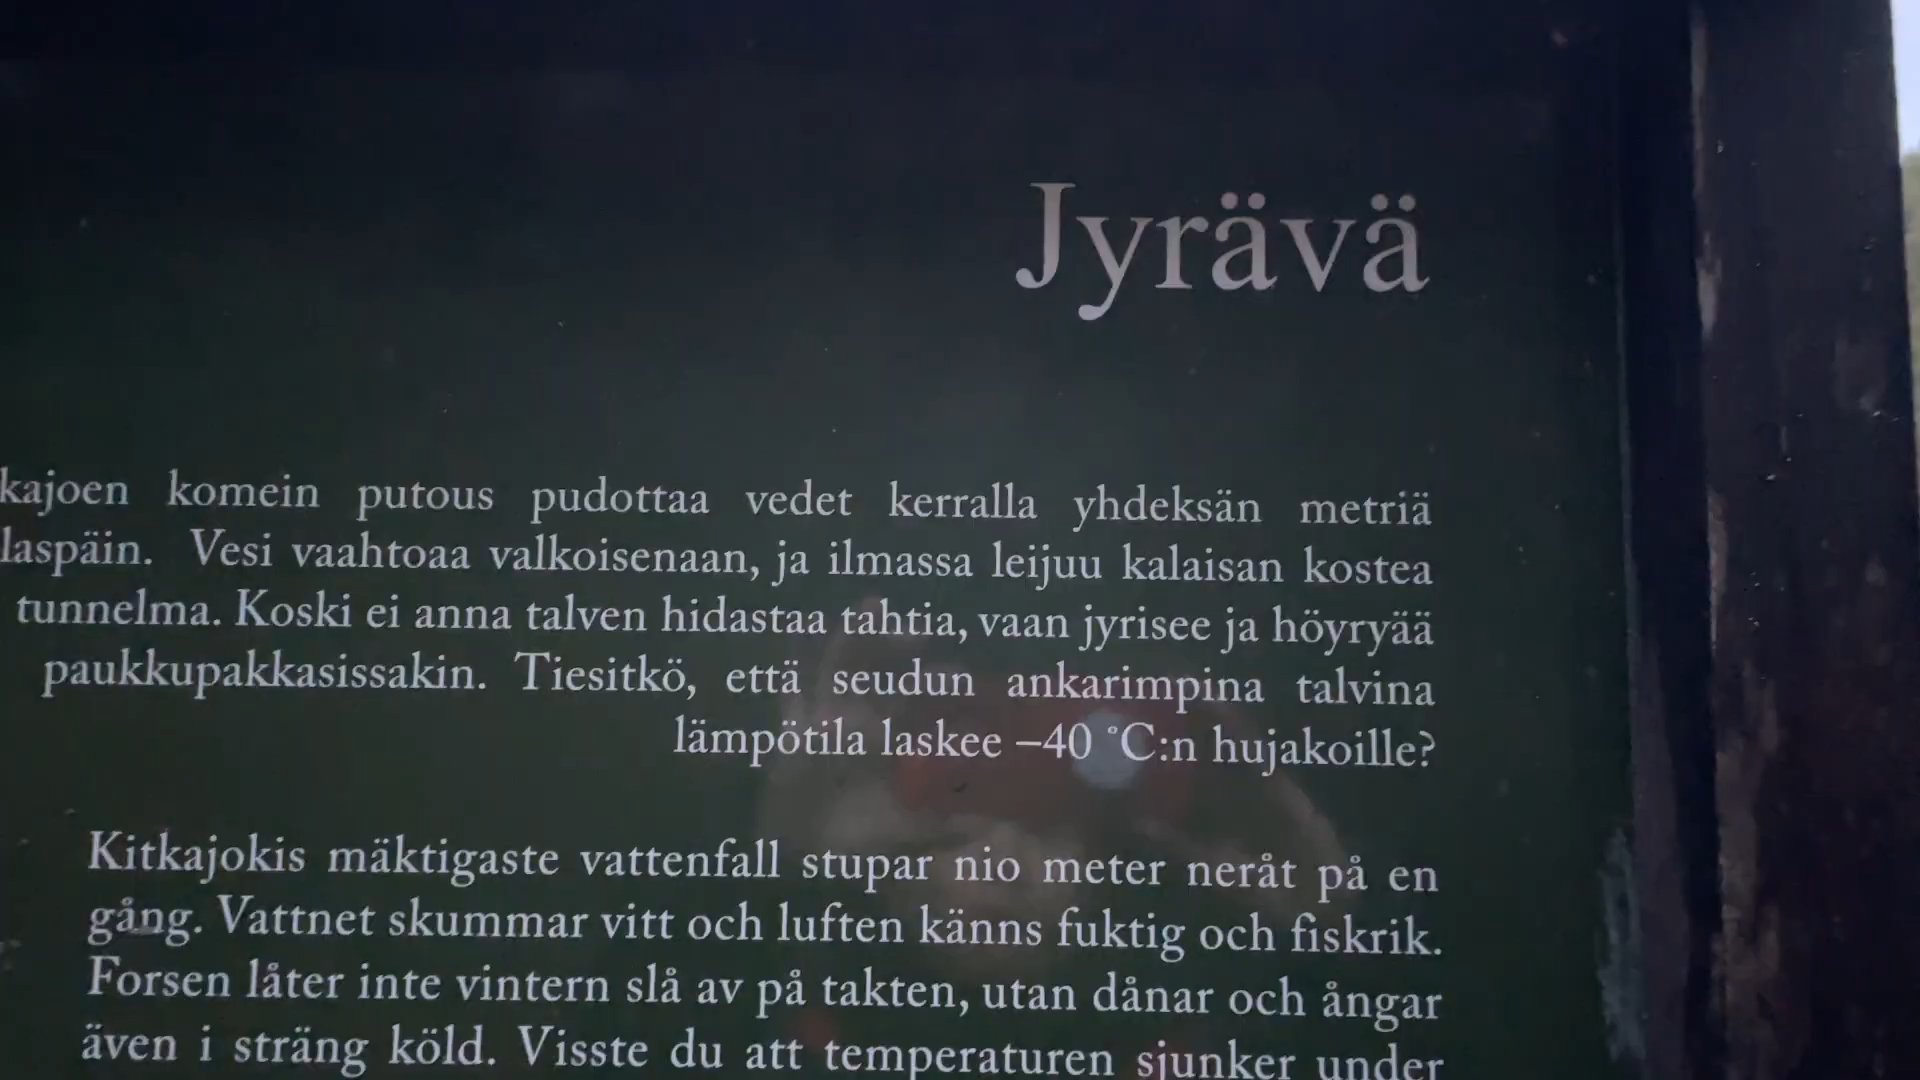 Jyrävä
kajoen komein putous pudottaa vedet kerralla yhdeksän metriä
laspäin. Vesi vaahtoaa valkoisenaan, ja ilmassa leijuu kalaisan kostea
tunnelma. Koski ei anna talven hidastaa tahtia, vaan jyrisee ja höyryää
paukkupakkasissakin. Tiesitkö, että seudun ankarimpina talvina
lämpötila laskee –40 °C:n hujakoille?
Kitkajokis mäktigaste vattenfall stupar nio meter neråt på en
gång. Vattnet skummar vitt och luften känns fuktig och fiskrik.
Forsen låter inte vintern slå av på takten, utan dånar och ångar
även i sträng köld. Visste du att temperaturen sjunker under